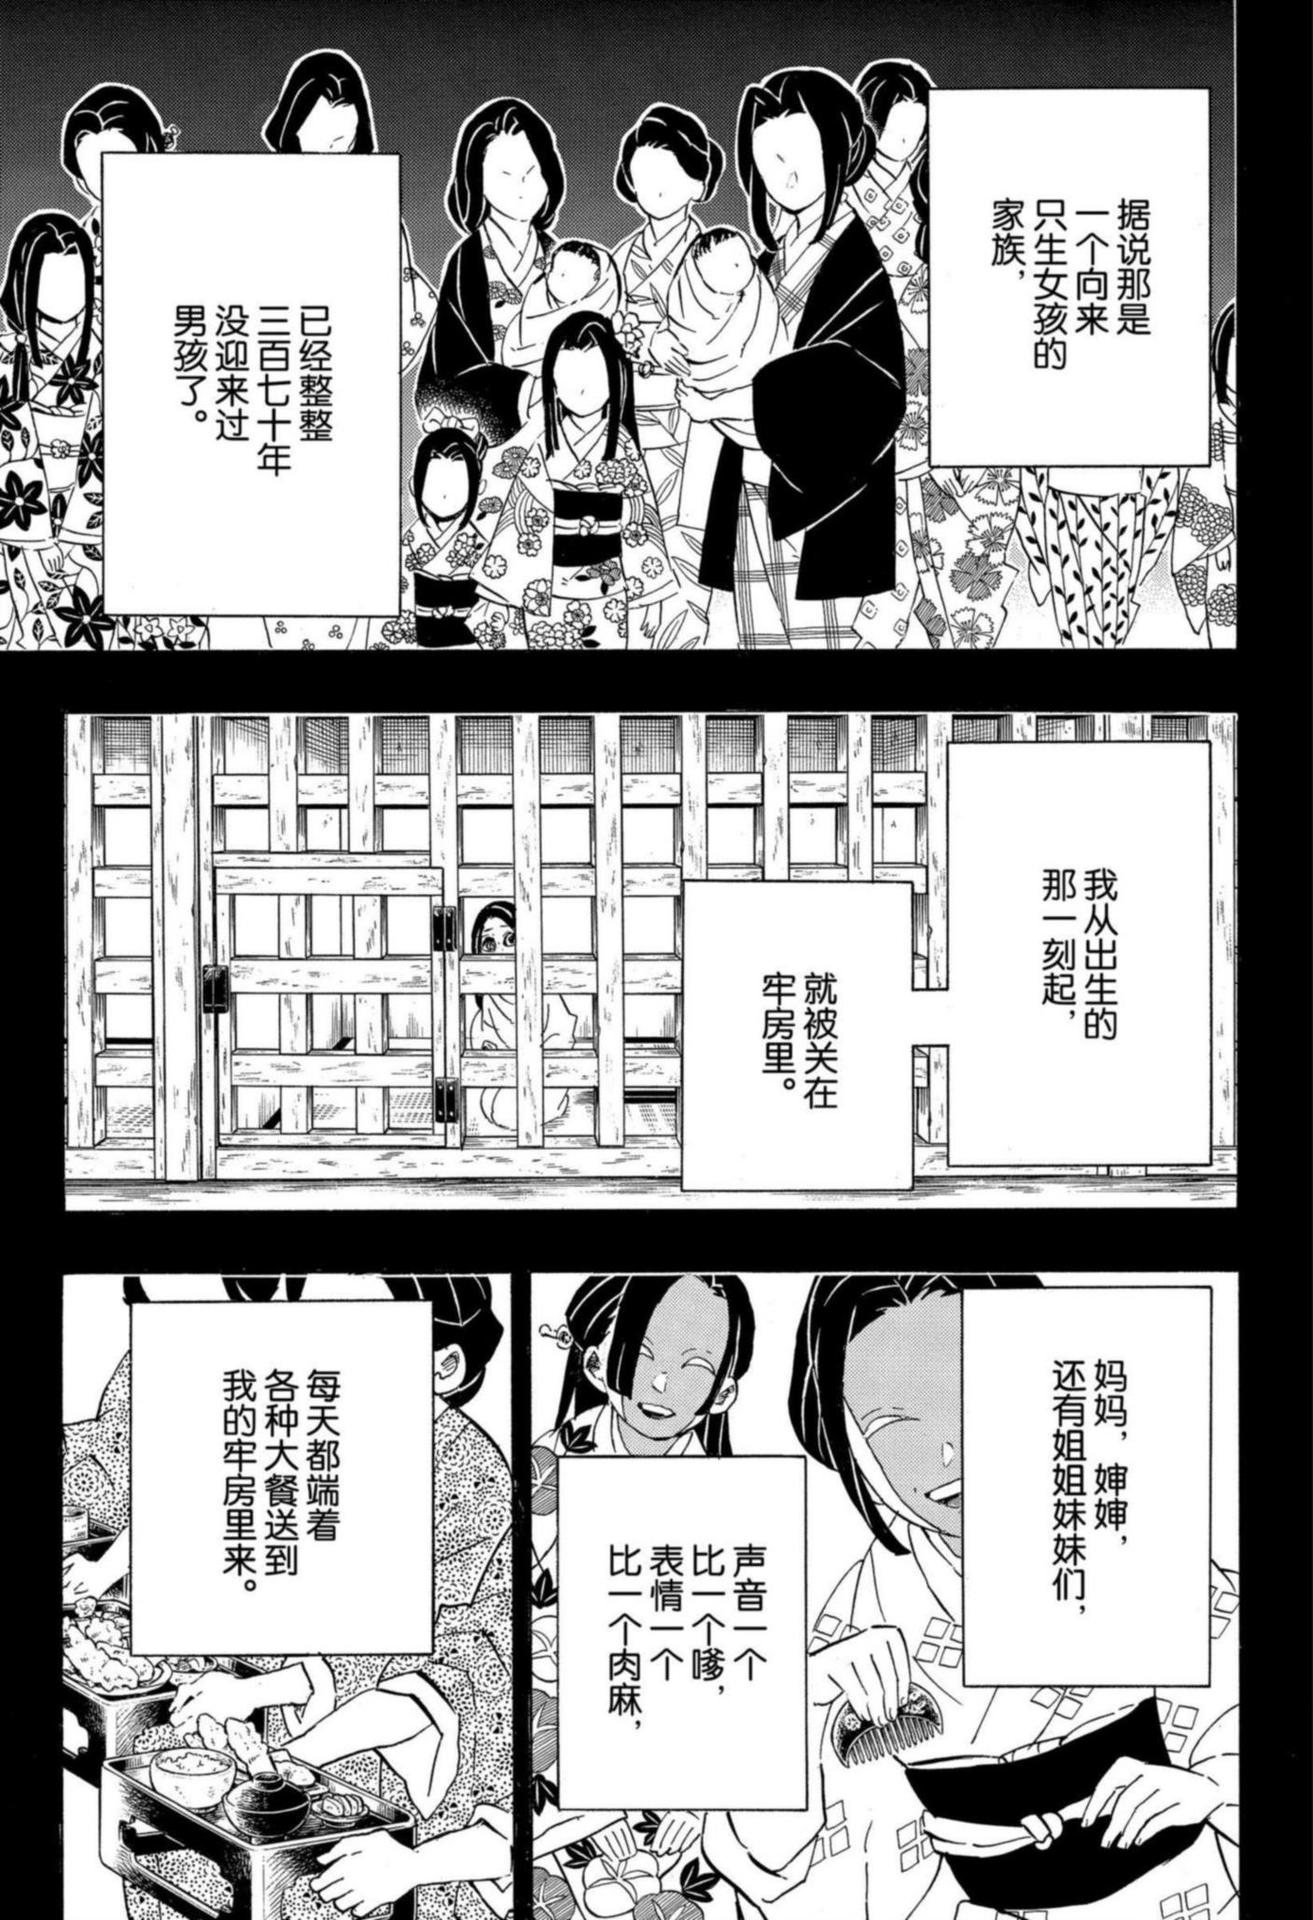 据说那是
一个向来
只生女孩的
家族，
已经整整
三百七十年
没迎来过
男孩了。
我从出生的
那一刻起，
就被关在
牢房里。
妈妈，婶婶，
还有姐姐妹妹们，
声音一个
比一个嗲，
表情一个
比一个肉麻，
每天都端着
各种大餐送到
我的牢房里来。